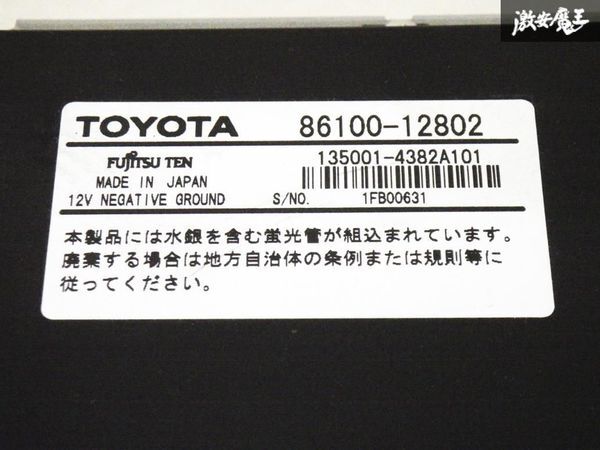 激安魔王
TOYOTA 86100-12802
FUJITSU TEN 135001-4382A101
MADE IN JAPAN
12V NEGATIVE GROUND S/NO. 1FB00631
本製品には水銀を含む蛍光管が組込まれています。
廃棄する場合は地方自治体の条例または規則等に
従ってください。